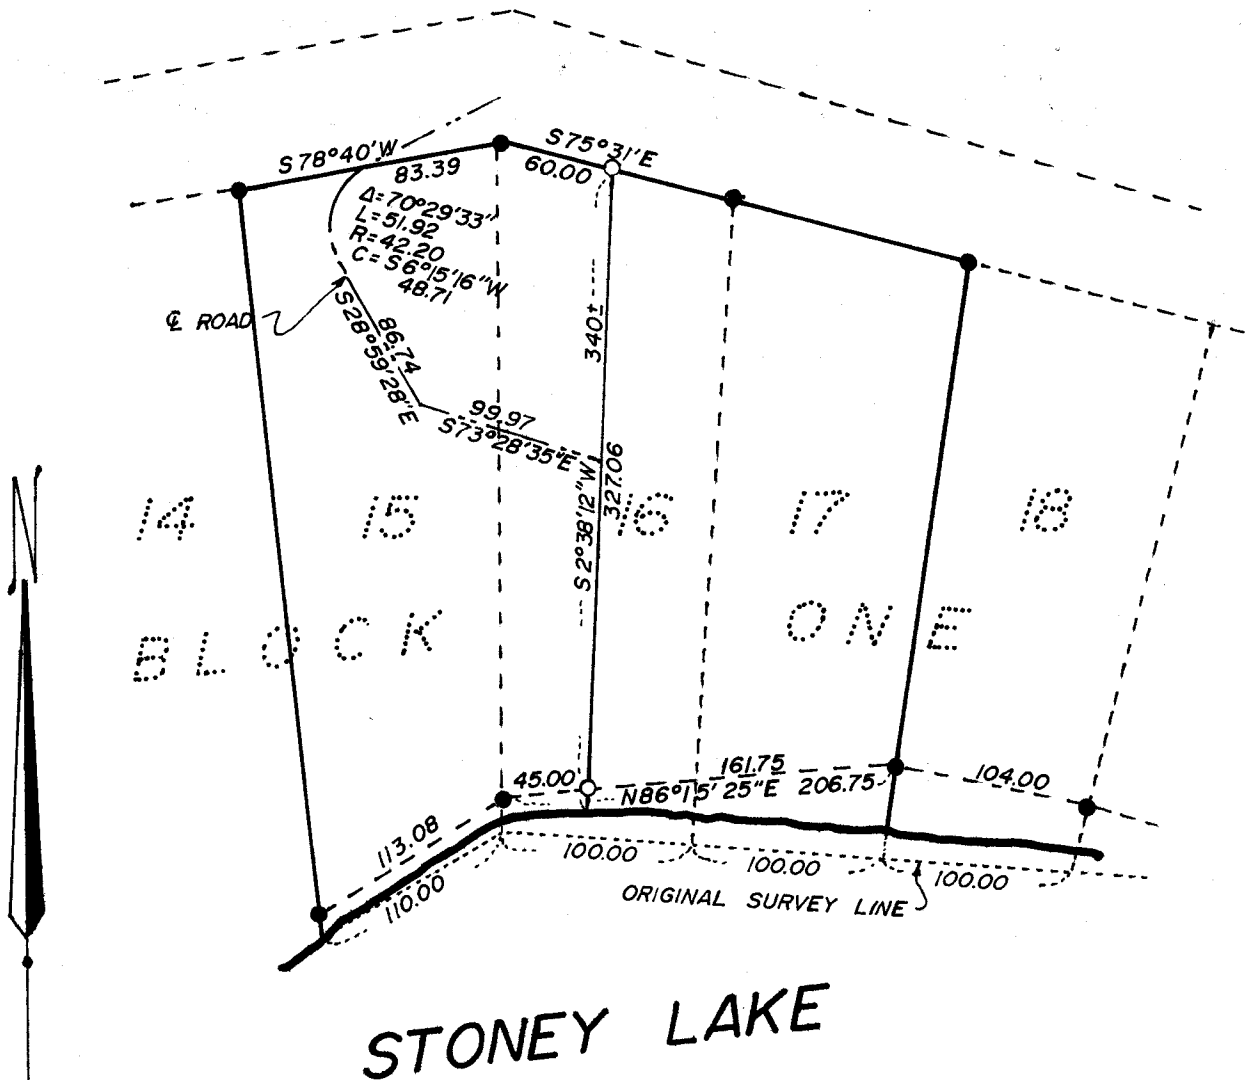 S75°31'E
S78°40'W
83.39
60.00
Δ=70°29'33"
L=51.92
R=42.20
C=S6°15'16"W
48.71
℄ ROAD
86.74
S28°59'28"E
340±
99.97
S73°28'35"E
S2°38'12"W
327.06
N
14
15
16
17
18
BLOCK ONE
45.00
161.75
N86°15'25"E 206.75
104.00
113.08
110.00
100.00
100.00
100.00
ORIGINAL SURVEY LINE
STONEY LAKE